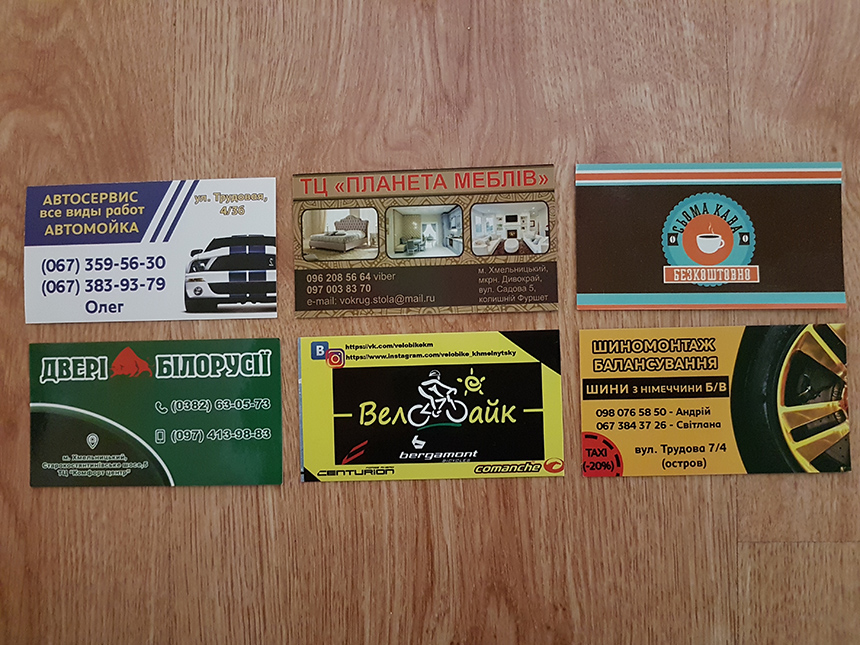 АВТОСЕРВИС
все виды работ
АВТОМОЙКА
ул. Трудовая,
4/3б
(067) 359-56-30
(067) 383-93-79
Олег
ТЦ «ПЛАНЕТА МЕБЛІВ»
096 208 56 64 viber
097 003 83 70
e-mail: vokrug.stola@mail.ru
м. Хмельницький,
мкрн. Дивокрай,
вул. Садова 5,
колишній Фуршет
СЬОМА КАВА
БЕЗКОШТОВНО
ДВЕРІ БІЛОРУСІЇ
(0382) 63-05-73
(097) 413-98-83
м. Хмельницький,
Старокостянтинівське шосе,5
ТЦ "Комфорт центр"
https://vk.com/velobikekm
https://www.instagram.com/velobike_khmelnytsky
Велобайк
bergamont
BICYCLES
CENTURION
comanche
ШИНОМОНТАЖ
БАЛАНСУВАННЯ
ШИНИ З НІМЕЧЧИНИ Б/В
098 076 58 50 - Андрій
067 384 37 26 - Світлана
TAXI
(-20%)
вул. Трудова 7/4
(острів)